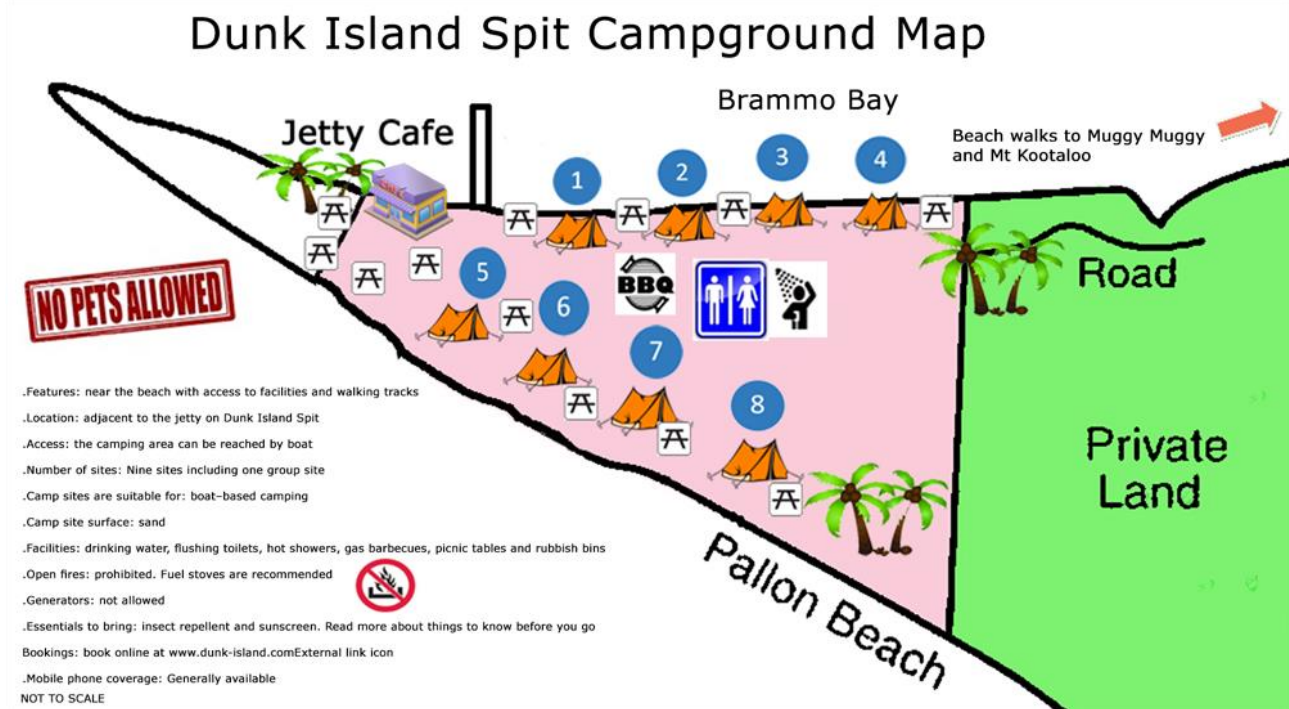 Dunk Island Spit Campground Map
Brammo Bay
Jetty Cafe
Beach walks to Muggy Muggy
and Mt Kootaloo
1
2
3
4
5
6
7
8
BBQ
Road
NO PETS ALLOWED
Private
Land
Pallon Beach
.Features: near the beach with access to facilities and walking tracks
.Location: adjacent to the jetty on Dunk Island Spit
.Access: the camping area can be reached by boat
.Number of sites: Nine sites including one group site
.Camp sites are suitable for: boat-based camping
.Camp site surface: sand
.Facilities: drinking water, flushing toilets, hot showers, gas barbecues, picnic tables and rubbish bins
.Open fires: prohibited. Fuel stoves are recommended
.Generators: not allowed
.Essentials to bring: insect repellent and sunscreen. Read more about things to know before you go
Bookings: book online at www.dunk-island.comExternal link icon
.Mobile phone coverage: Generally available
NOT TO SCALE